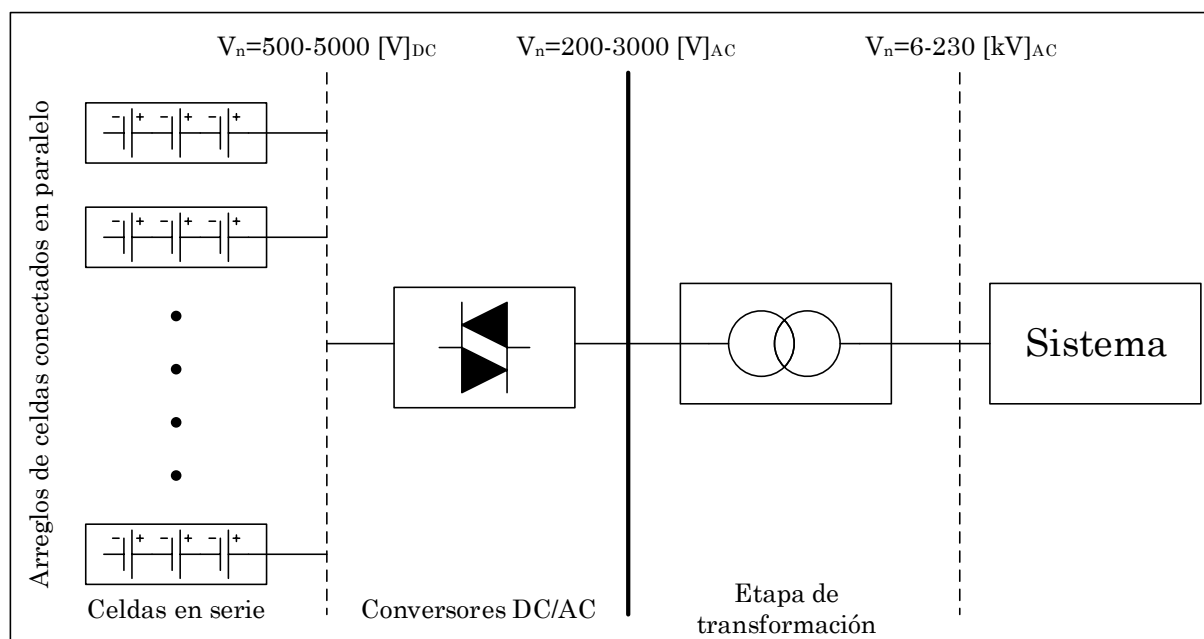 Vn=500-5000 [V]DC
Vn=200-3000 [V]AC
Vn=6-230 [kV]AC
Arreglos de celdas conectados en paralelo
- + - + - +
- + - + - +
- + - + - +
Sistema
Celdas en serie
Conversores DC/AC
Etapa de
transformación